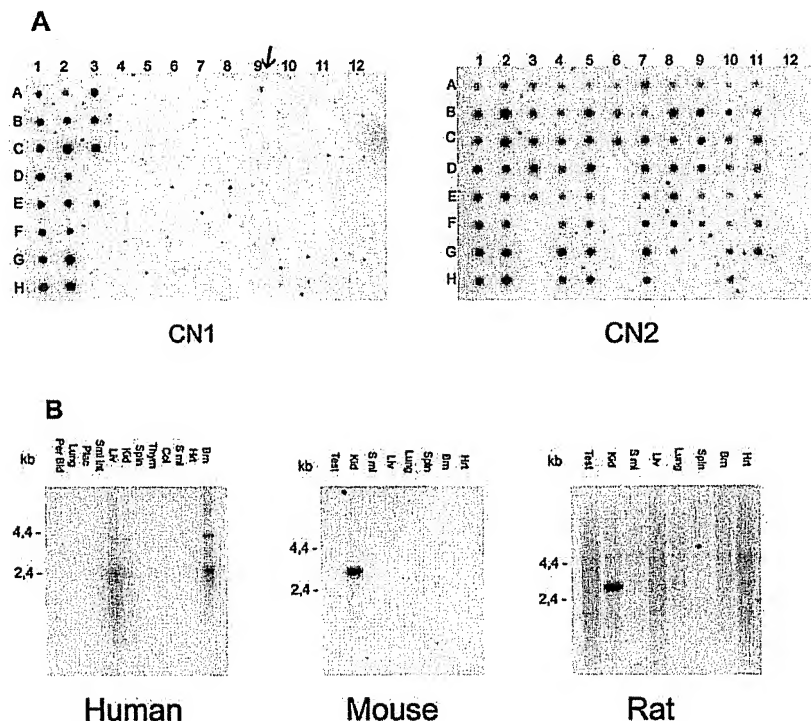 A
1 2 3 4 5 6 7 8 9 10 11 12
A
B
C
D
E
F
G
H
CN1
1 2 3 4 5 6 7 8 9 10 11 12
A
B
C
D
E
F
G
H
CN2
B
kb
Per Bld
Lung
Plac
Sml Int
Liv
Kid
Spln
Thym
Col.
S ml
Hrt
Brn
4,4 -
2,4 -
Human
kb
Test
Kid
S ml
Liv
Lung
Spln
Brn
Hrt
4,4 -
2,4 -
Mouse
kb
Test
Kid
S ml
Liv
Lung
Spln
Brn
Hrt
4,4 -
2,4 -
Rat